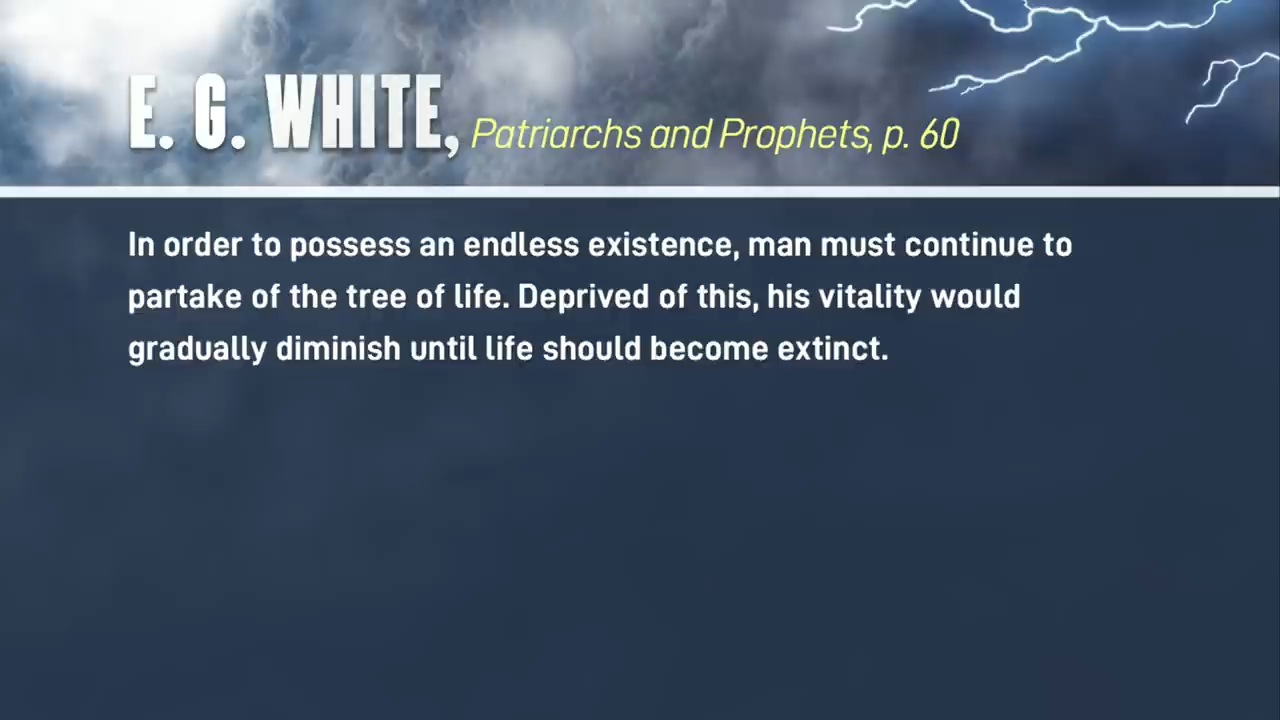 E. G. WHITE, Patriarchs and Prophets, p. 60
In order to possess an endless existence, man must continue to
partake of the tree of life. Deprived of this, his vitality would
gradually diminish until life should become extinct.